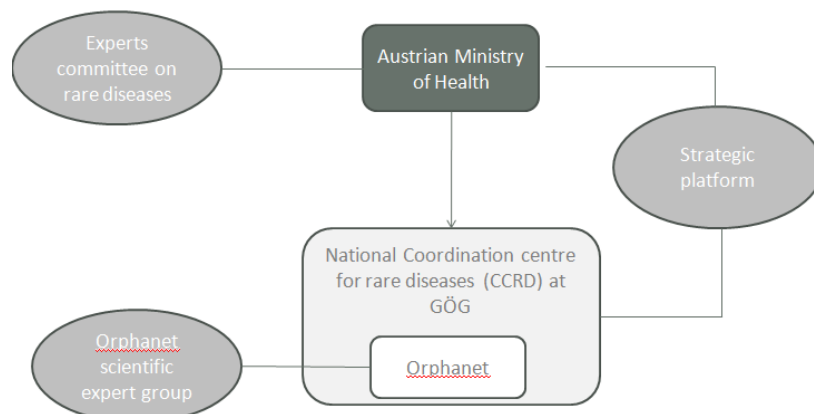 Experts
committee on
rare diseases
Austrian Ministry
of Health
Strategic
platform
National Coordination centre
for rare diseases (CCRD) at
GÖG
Orphanet
scientific
expert group
Orphanet